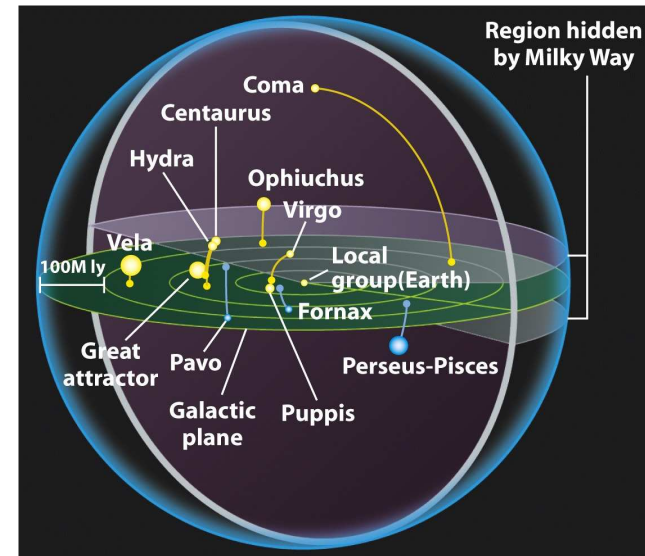 Region hidden
by Milky Way
Coma
Centaurus
Hydra
Ophiuchus
Virgo
Vela
Local
group(Earth)
100M ly
Fornax
Great
attractor
Pavo
Perseus-Pisces
Galactic
plane
Puppis